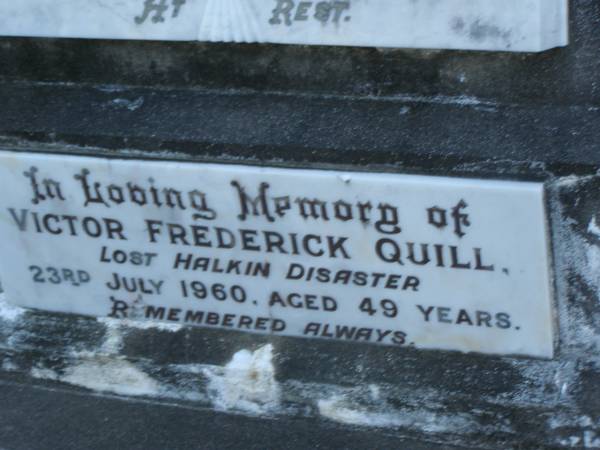 AT REST.
In Loving Memory of
VICTOR FREDERICK QUILL,
LOST HALKIN DISASTER
23RD JULY 1960. AGED 49 YEARS.
REMEMBERED ALWAYS.